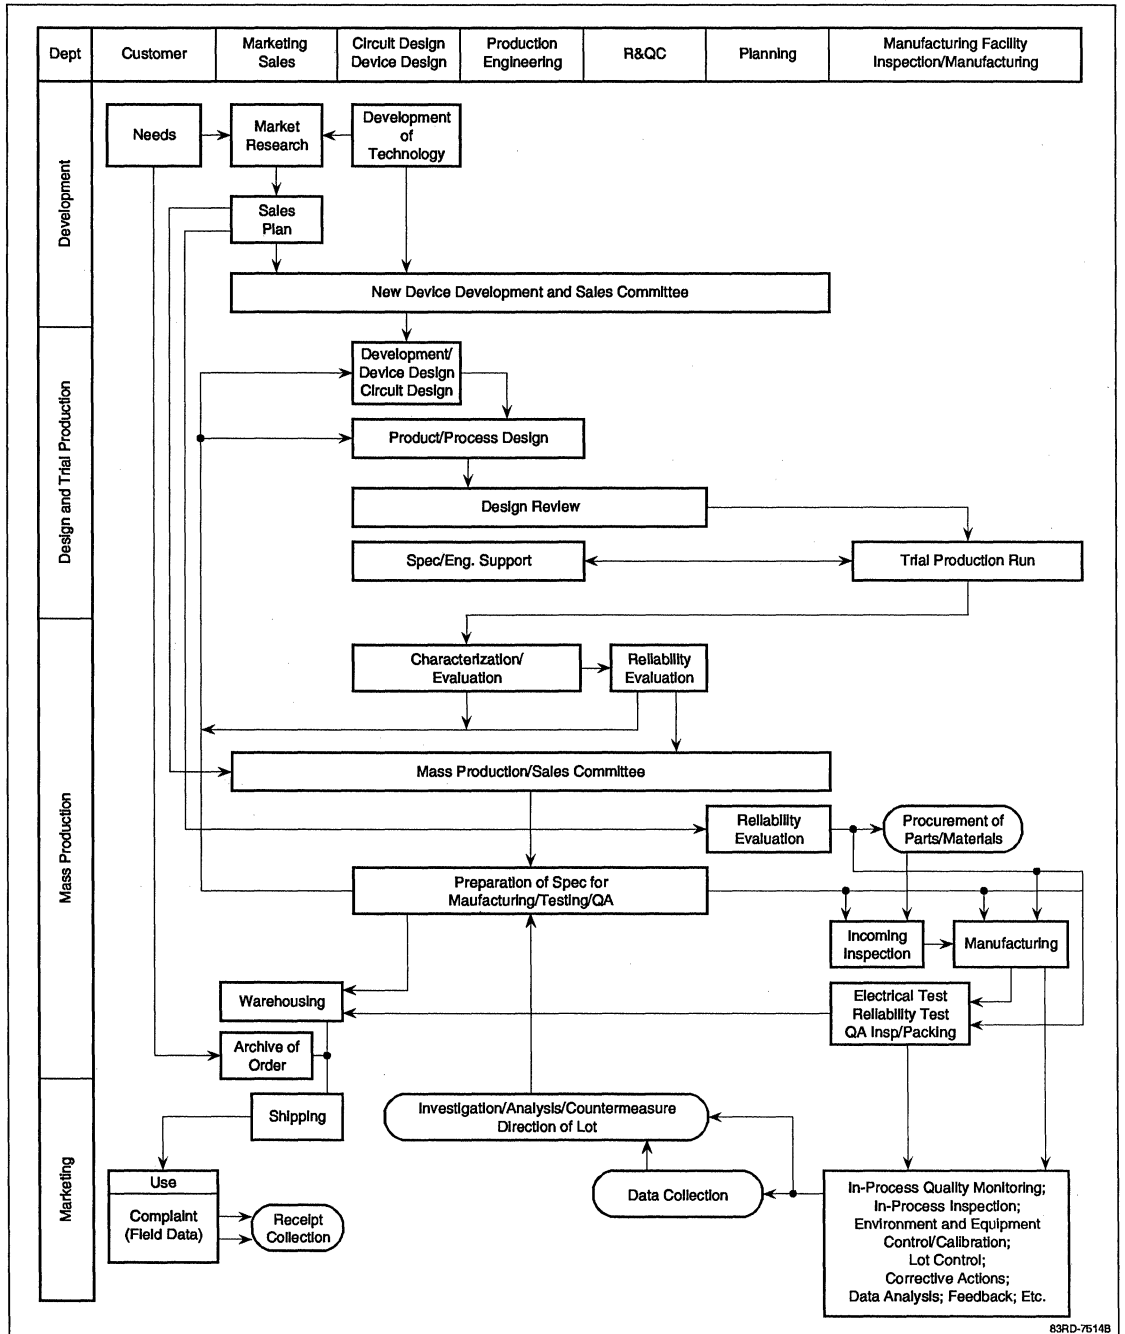 Dept
Customer
Marketing
Sales
Circuit Design
Device Design
Production
Engineering
R&QC
Planning
Manufacturing Facility
Inspection/Manufacturing
Development
Needs
Market
Research
Development
of
Technology
Sales
Plan
New Device Development and Sales Committee
Design and Trial Production
Development/
Device Design
Circuit Design
Product/Process Design
Design Review
Spec/Eng. Support
Trial Production Run
Mass Production
Characterization/
Evaluation
Reliability
Evaluation
Mass Production/Sales Committee
Reliability
Evaluation
Procurement of
Parts/Materials
Preparation of Spec for
Maufacturing/Testing/QA
Incoming
Inspection
Manufacturing
Warehousing
Electrical Test
Reliability Test
QA Insp/Packing
Archive of
Order
Marketing
Shipping
Investigation/Analysis/Countermeasure
Direction of Lot
Use
Complaint
(Field Data)
Receipt
Collection
Data Collection
In-Process Quality Monitoring;
In-Process Inspection;
Environment and Equipment
Control/Calibration;
Lot Control;
Corrective Actions;
Data Analysis; Feedback; Etc.
83RD-7514B